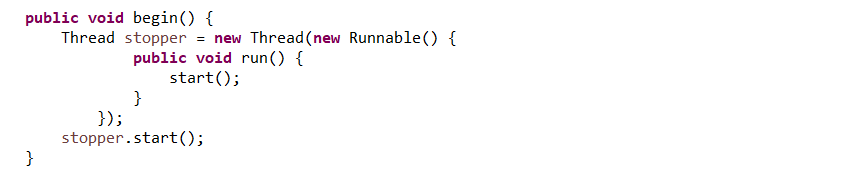 public void begin() {
    Thread stopper = new Thread(new Runnable() {
            public void run() {
                start();
            }
        });
    stopper.start();
}